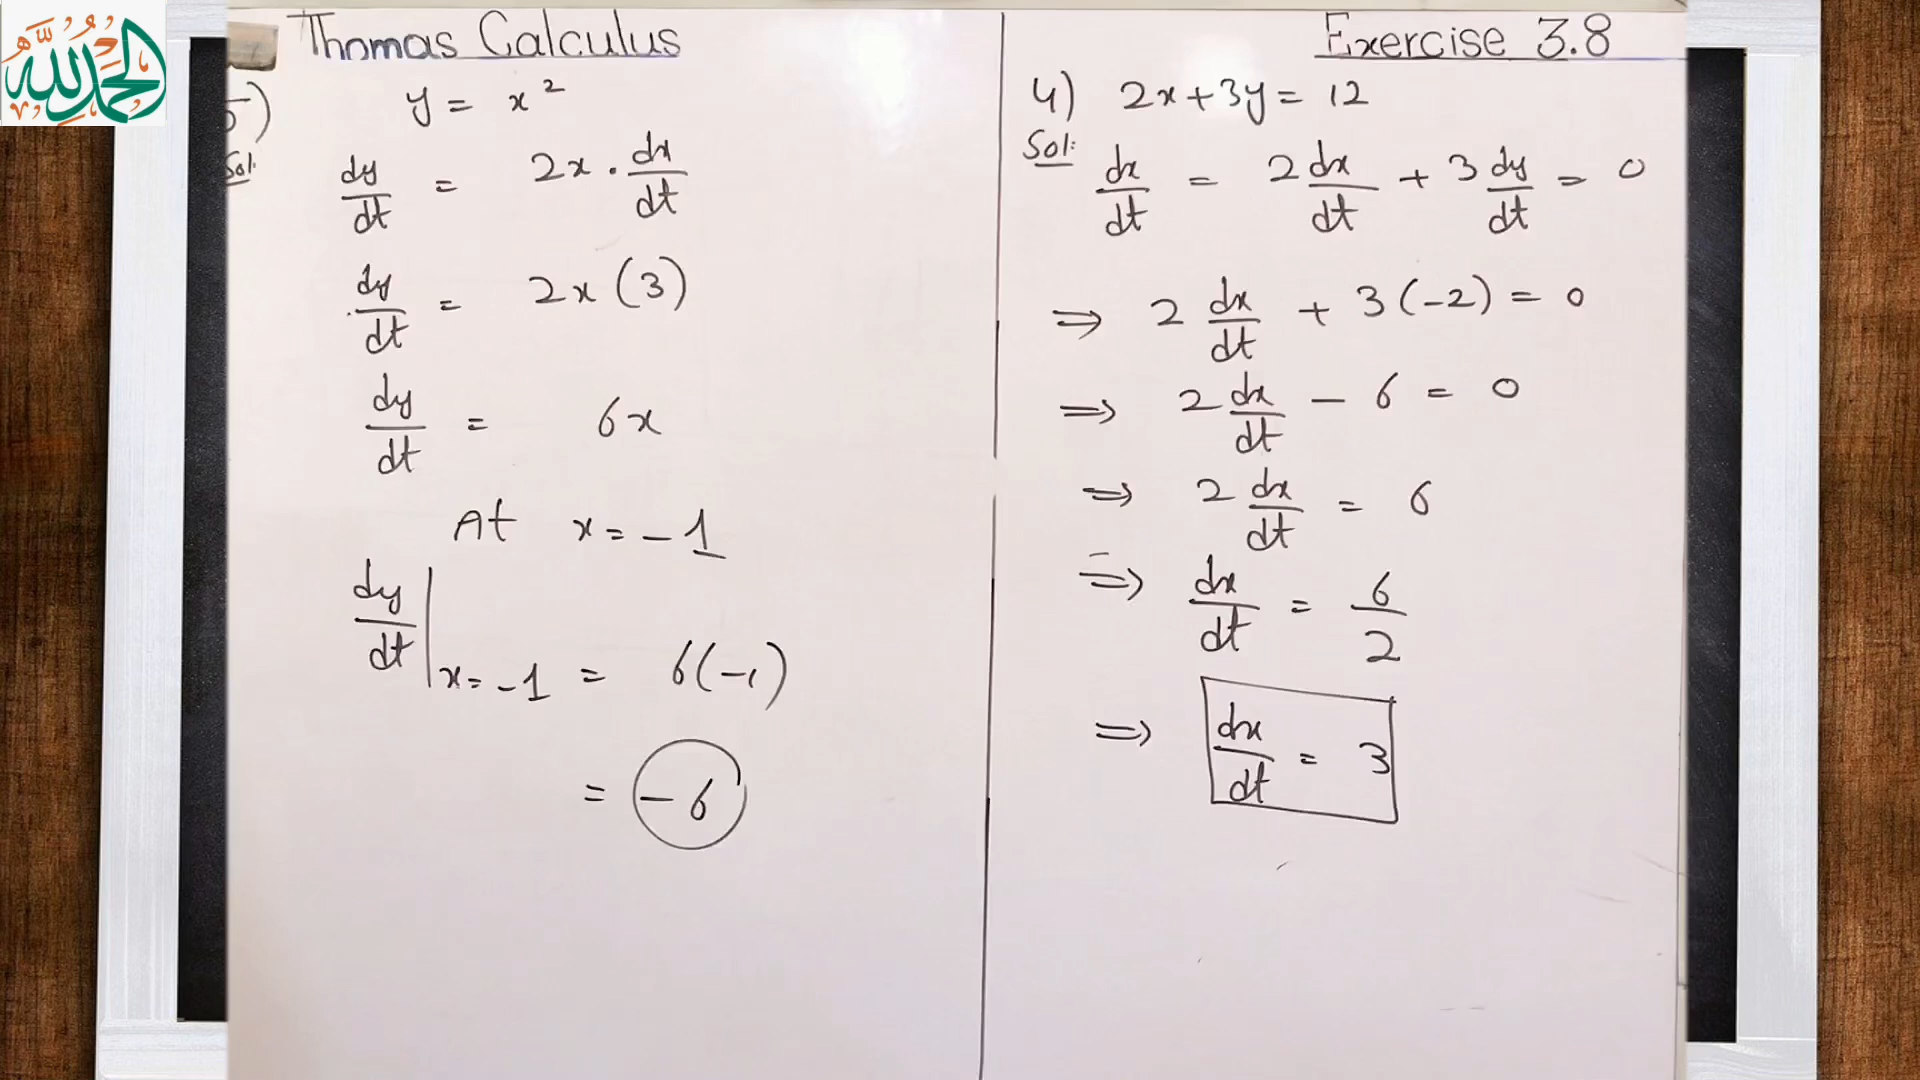 الحمد لله
Thomas Calculus
Exercise 3.8
5)
y = x²
Sol:
dy/dt = 2x · dx/dt
dy/dt = 2x (3)
dy/dt = 6x
At x = -1
dy/dt | x = -1 = 6(-1)
= -6
4) 2x + 3y = 12
Sol:
dx/dt = 2 dx/dt + 3 dy/dt = 0
⇒ 2 dx/dt + 3 (-2) = 0
⇒ 2 dx/dt - 6 = 0
⇒ 2 dx/dt = 6
⇒ dx/dt = 6/2
⇒ dx/dt = 3